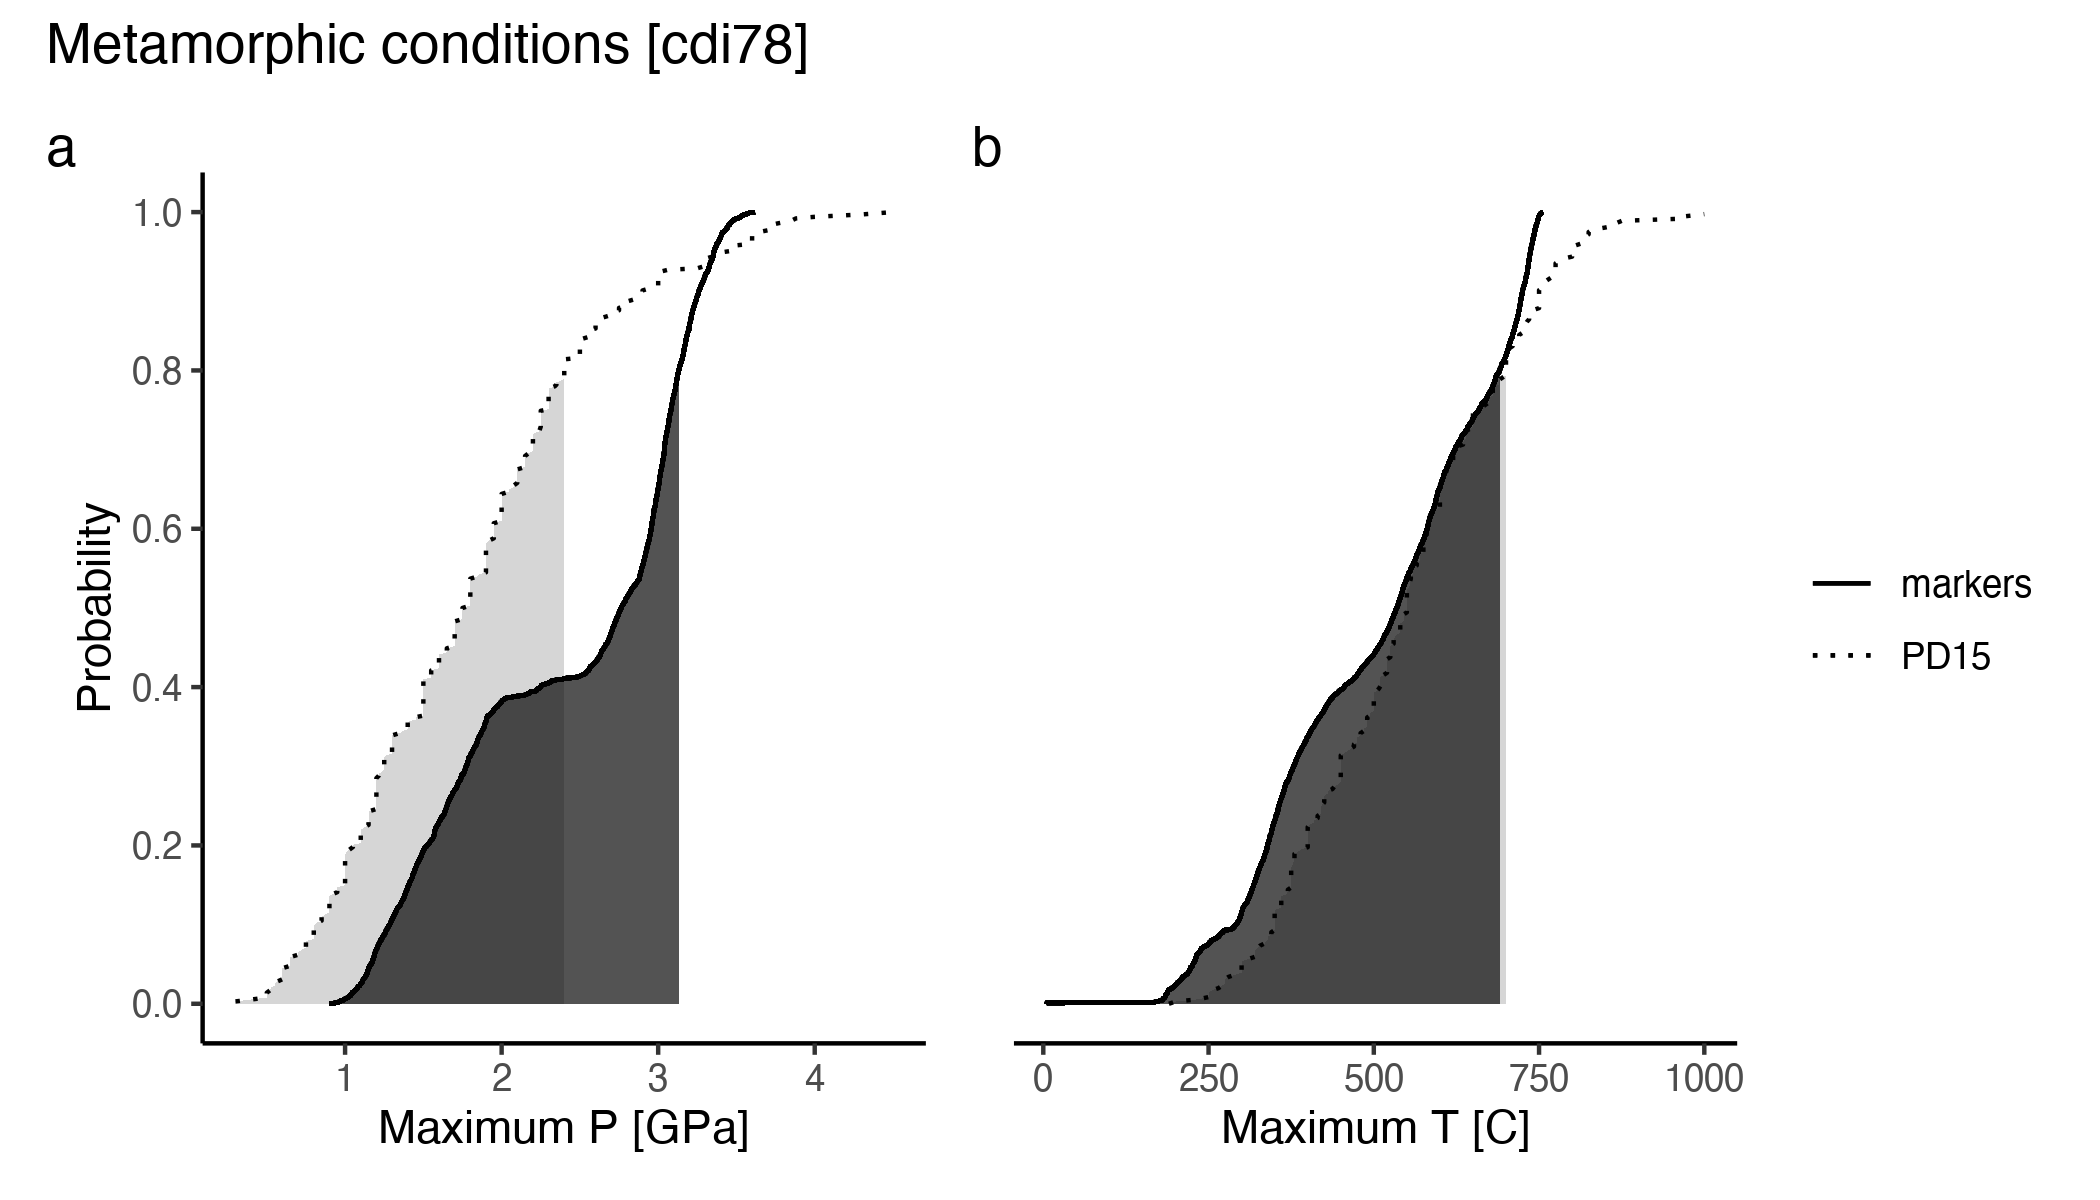 Metamorphic conditions [cdi78]
a
b
1.0
0.8
0.6
0.4
0.2
0.0
Probability
1 2 3 4
Maximum P [GPa]
0 250 500 750 1000
Maximum T [C]
markers
PD15